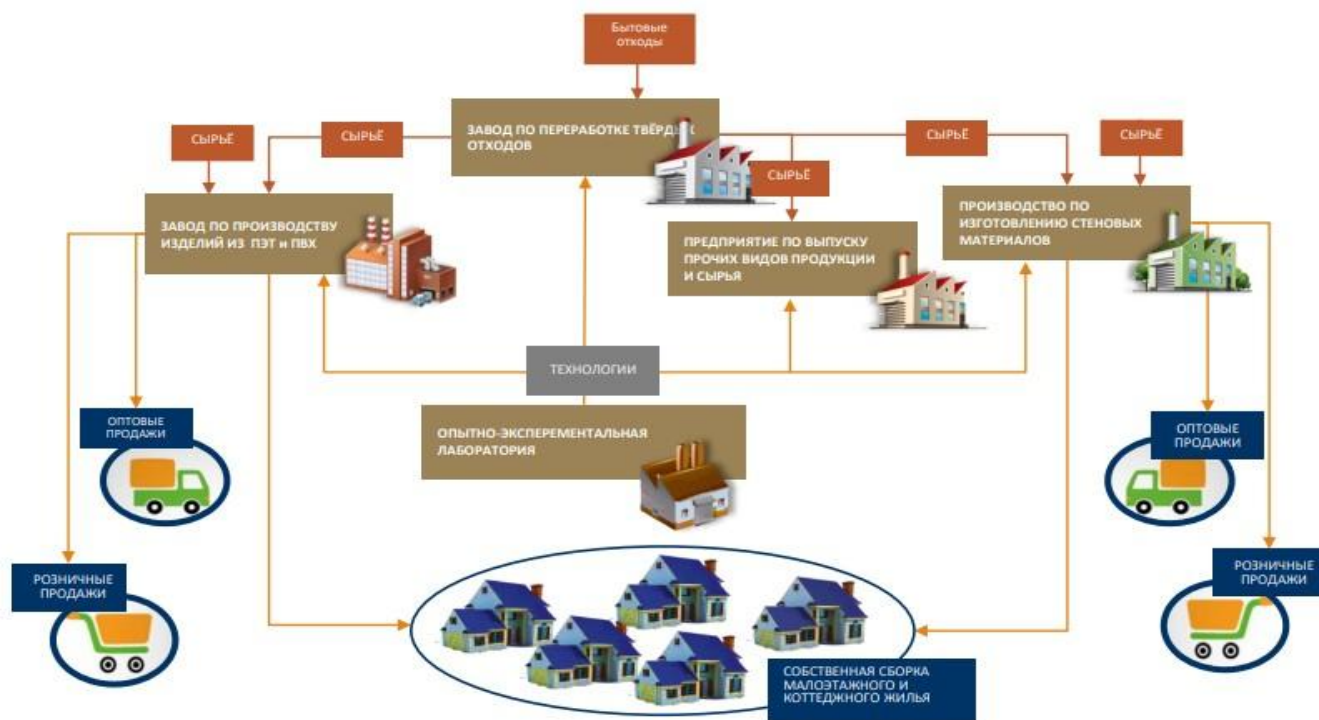 Бытовые
отходы
ЗАВОД ПО ПЕРЕРАБОТКЕ ТВЁРДЫХ
ОТХОДОВ
СЫРЬЁ
СЫРЬЁ
СЫРЬЁ
СЫРЬЁ
СЫРЬЁ
ЗАВОД ПО ПРОИЗВОДСТВУ
ИЗДЕЛИЙ ИЗ ПЭТ и ПВХ
ПРЕДПРИЯТИЕ ПО ВЫПУСКУ
ПРОЧИХ ВИДОВ ПРОДУКЦИИ
И СЫРЬЯ
ПРОИЗВОДСТВО ПО
ИЗГОТОВЛЕНИЮ СТЕНОВЫХ
МАТЕРИАЛОВ
ТЕХНОЛОГИИ
ОПЫТНО-ЭКСПЕРЕМЕНТАЛЬНАЯ
ЛАБОРАТОРИЯ
ОПТОВЫЕ
ПРОДАЖИ
ОПТОВЫЕ
ПРОДАЖИ
РОЗНИЧНЫЕ
ПРОДАЖИ
РОЗНИЧНЫЕ
ПРОДАЖИ
СОБСТВЕННАЯ СБОРКА
МАЛОЭТАЖНОГО И
КОТТЕДЖНОГО ЖИЛЬЯ